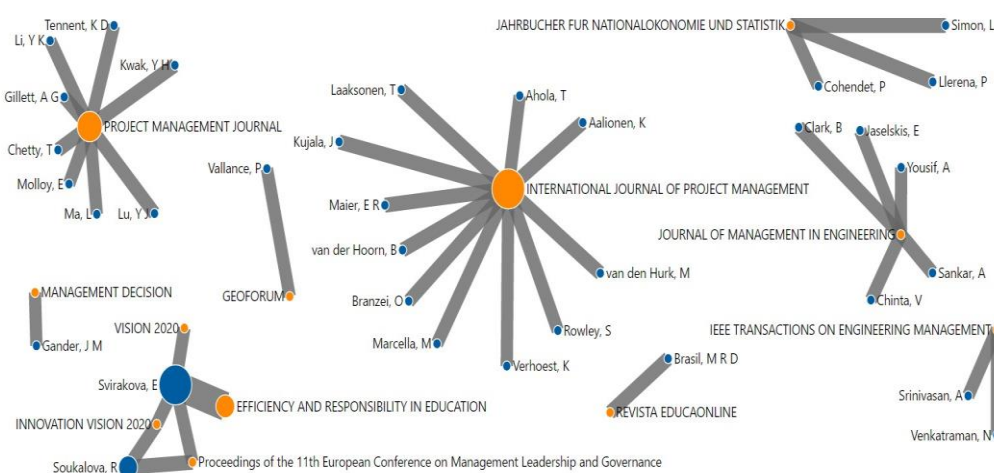 Tennent, K D
Li, Y K
Kwak, Y H
Gillett, A G
PROJECT MANAGEMENT JOURNAL
Chetty, T
Molloy, E
Ma, L
Lu, Y J
Vallance, P
GEOFORUM
MANAGEMENT DECISION
Gander, J M
VISION 2020
Svirakova, E
EFFICIENCY AND RESPONSIBILITY IN EDUCATION
INNOVATION VISION 2020
Soukalova, R
Proceedings of the 11th European Conference on Management Leadership and Governance
Laaksonen, T
Ahola, T
Aalionen, K
Kujala, J
INTERNATIONAL JOURNAL OF PROJECT MANAGEMENT
Maier, E R
van der Hoorn, B
van den Hurk, M
Branzei, O
Rowley, S
Marcella, M
Verhoest, K
Brasil, M R D
REVISTA EDUCAONLINE
JAHRBUCHER FUR NATIONALOKONOMIE UND STATISTIK
Simon, L
Llerena, P
Cohendet, P
Clark, B
Jaselskis, E
Yousif, A
JOURNAL OF MANAGEMENT IN ENGINEERING
Sankar, A
Chinta, V
IEEE TRANSACTIONS ON ENGINEERING MANAGEMENT
Srinivasan, A
Venkatraman, N